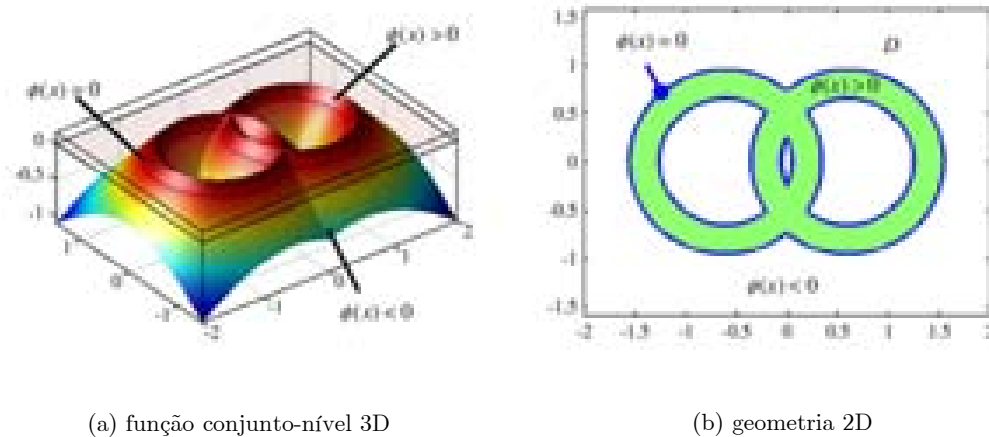 ϕ(x) > 0
ϕ(x) = 0
0
-0.5
-1
1
0
-1
-2
-1
0
1
2
ϕ(x) < 0
(a) função conjunto-nível 3D
1.5
1
0.5
0
-0.5
-1
-1.5
ϕ(x) = 0
D
ϕ(x) > 0
ϕ(x) < 0
-2 -1.5 -1 -0.5 0 0.5 1 1.5 2
(b) geometria 2D